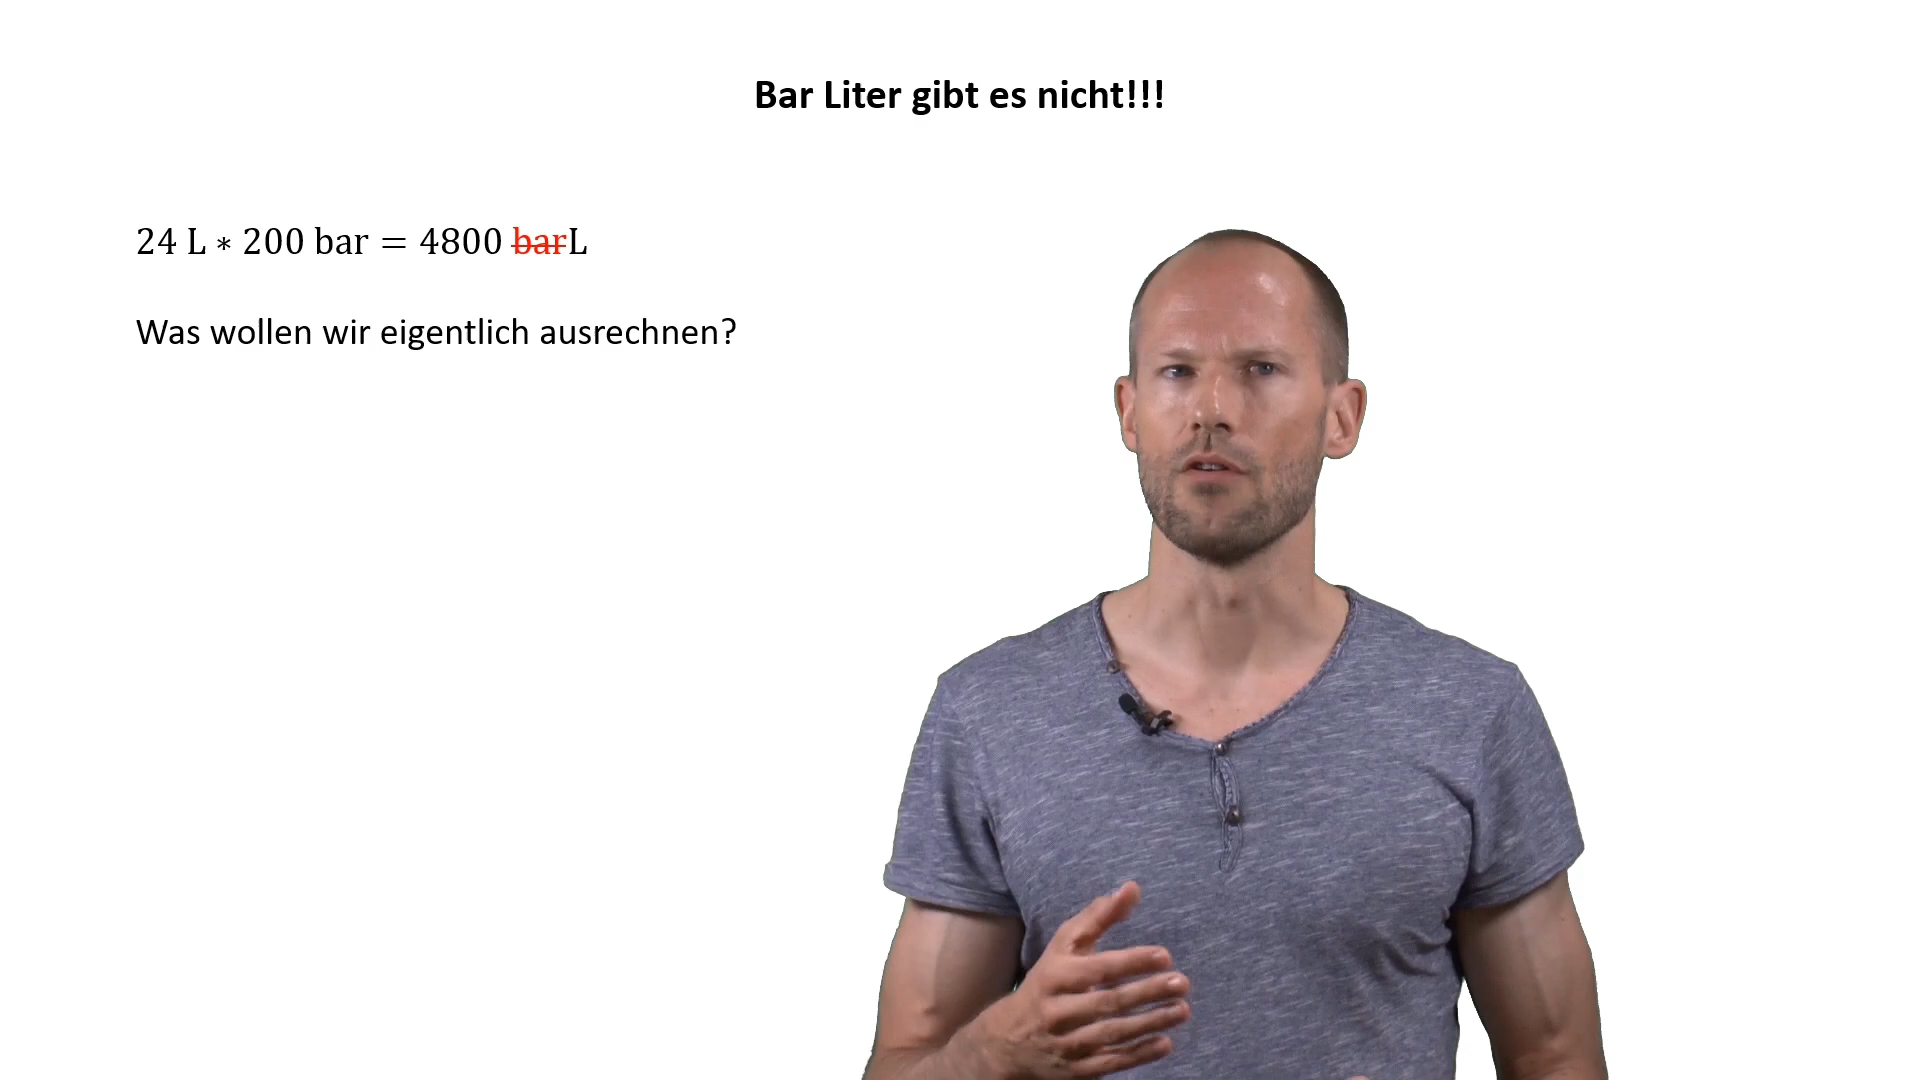 Bar Liter gibt es nicht!!!
24 L ∗ 200 bar = 4800 barL
Was wollen wir eigentlich ausrechnen?